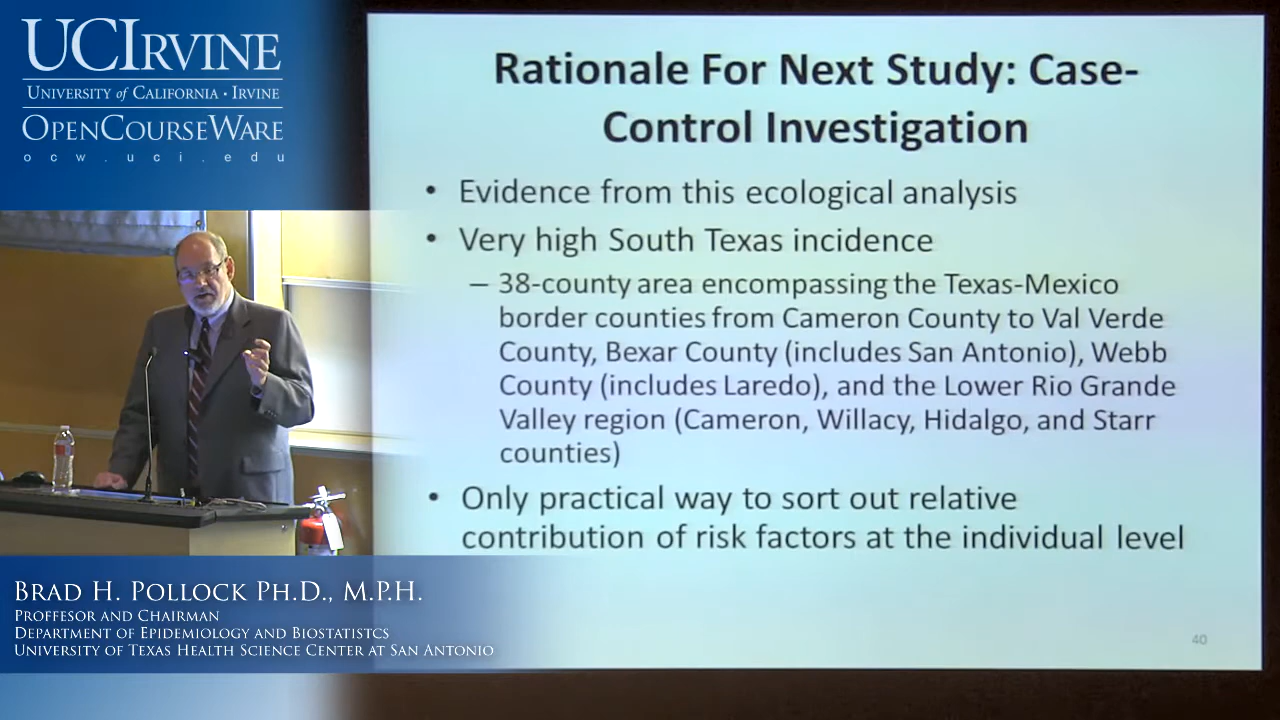 UCIRVINE
UNIVERSITY of CALIFORNIA · IRVINE
OPENCOURSEWARE
ocw.uci.edu
Rationale For Next Study: Case-
Control Investigation
• Evidence from this ecological analysis
• Very high South Texas incidence
– 38-county area encompassing the Texas-Mexico
border counties from Cameron County to Val Verde
County, Bexar County (includes San Antonio), Webb
County (includes Laredo), and the Lower Rio Grande
Valley region (Cameron, Willacy, Hidalgo, and Starr
counties)
• Only practical way to sort out relative
contribution of risk factors at the individual level
40
BRAD H. POLLOCK PH.D., M.P.H.
PROFFESOR AND CHAIRMAN
DEPARTMENT OF EPIDEMIOLOGY AND BIOSTATISTCS
UNIVERSITY OF TEXAS HEALTH SCIENCE CENTER AT SAN ANTONIO